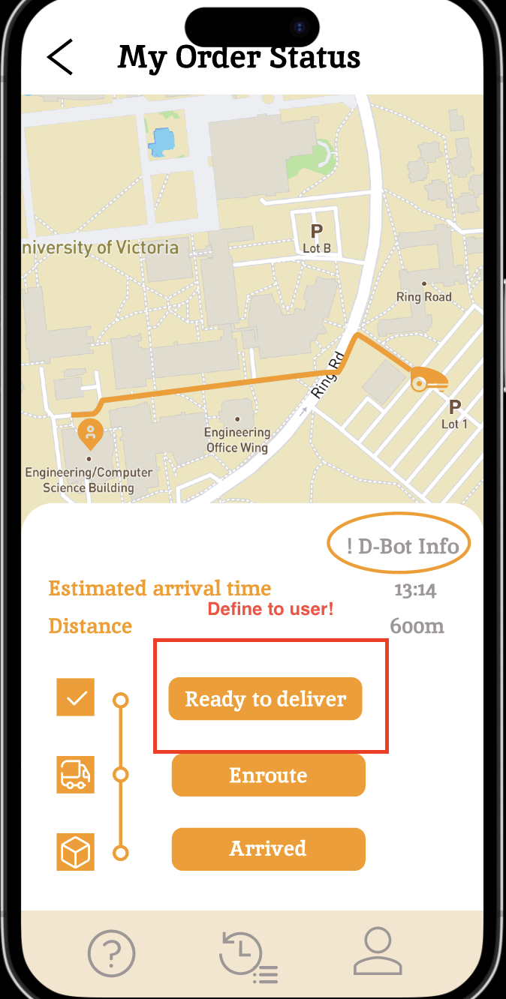 My Order Status
niversity of Victoria
P
Lot B
Ring Road
Ring Rd
P
Lot 1
Engineering
Office Wing
Engineering/Computer
Science Building
! D-Bot Info
Estimated arrival time 13:14
Define to user!
Distance 600m
Ready to deliver
Enroute
Arrived